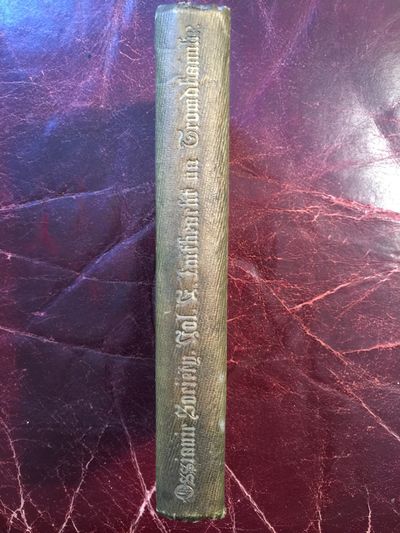 Ossianic Society. Vol. V, Imtheacht na Tromdhaimhe.